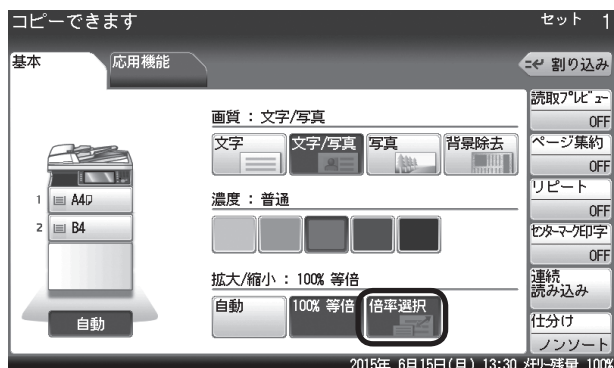 コピーできます
セット 1
基本
応用機能
割り込み
画質 : 文字/写真
文字
文字/写真
写真
背景除去
1 A4
2 B4
自動
濃度 : 普通
拡大/縮小 : 100% 等倍
自動
100% 等倍
倍率選択
読取プレビュー
OFF
ページ集約
OFF
リピート
OFF
センターマーク印字
OFF
連続
読み込み
仕分け
ノンソート
2015年 6月15日(月) 13:30 メモリー残量 100%